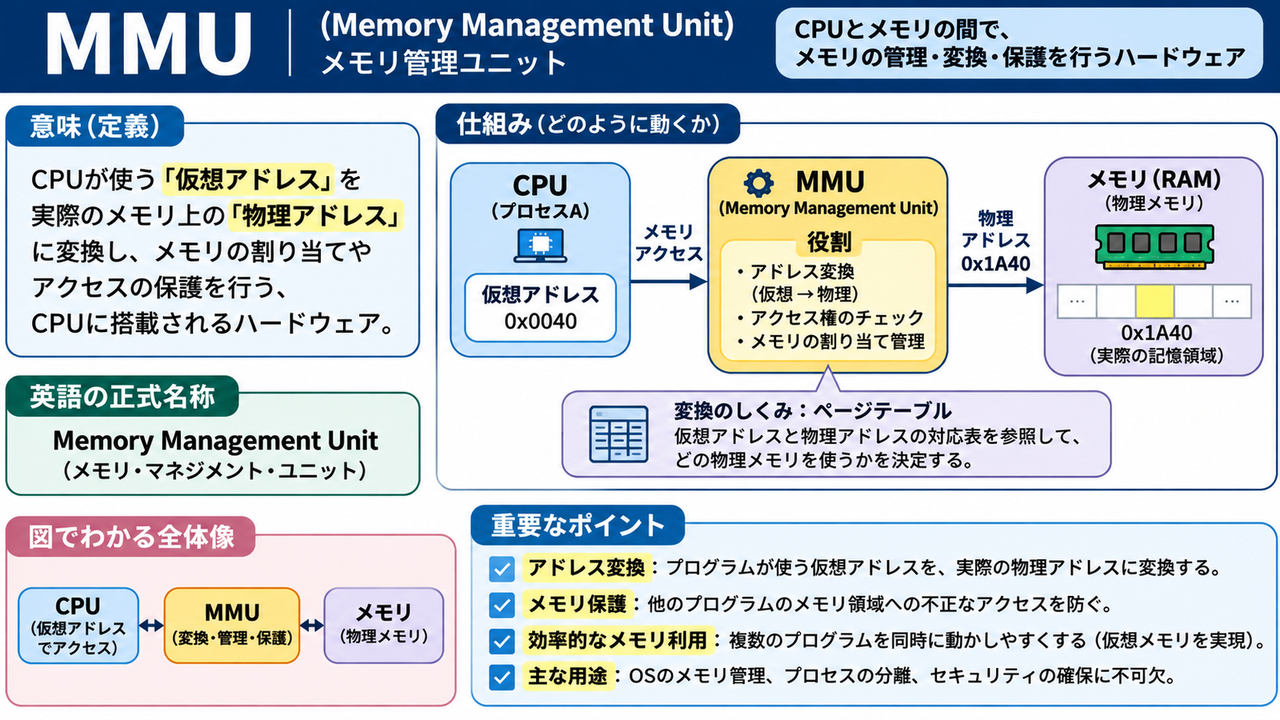 MMU
(Memory Management Unit)
メモリ管理ユニット
CPUとメモリの間で、
メモリの管理・変換・保護を行うハードウェア
意味（定義）
CPUが使う「仮想アドレス」を
実際のメモリ上の「物理アドレス」
に変換し、メモリの割り当てや
アクセスの保護を行う、
CPUに搭載されるハードウェア。
英語の正式名称
Memory Management Unit
（メモリ・マネジメント・ユニット）
図でわかる全体像
CPU
（仮想アドレス
でアクセス）
MMU
（変換・管理・保護）
メモリ
（物理メモリ）
仕組み（どのように動くか）
CPU
（プロセスA）
仮想アドレス
0x0040
メモリ
アクセス
MMU
(Memory Management Unit)
役割
・アドレス変換
（仮想→物理）
・アクセス権のチェック
・メモリの割り当て管理
物理
アドレス
0x1A40
メモリ（RAM）
（物理メモリ）
…
…
0x1A40
（実際の記憶領域）
変換のしくみ：ページテーブル
仮想アドレスと物理アドレスの対応表を参照して、
どの物理メモリを使うかを決定する。
重要なポイント
アドレス変換：プログラムが使う仮想アドレスを、実際の物理アドレスに変換する。
メモリ保護：他のプログラムのメモリ領域への不正なアクセスを防ぐ。
効率的なメモリ利用：複数のプログラムを同時に動かしやすくする（仮想メモリを実現）。
主な用途：OSのメモリ管理、プロセスの分離、セキュリティの確保に不可欠。